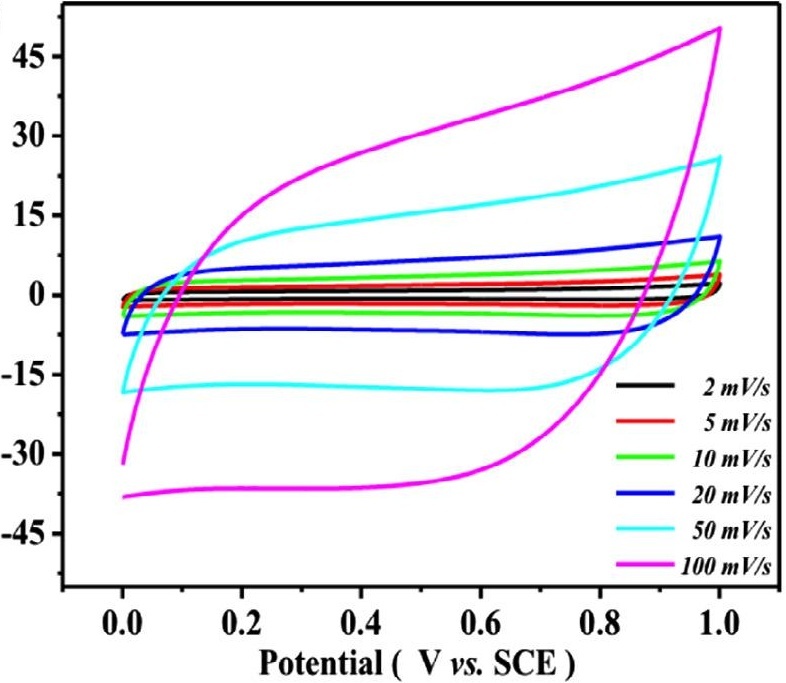 45
30
15
0
-15
-30
-45
2 mV/s
5 mV/s
10 mV/s
20 mV/s
50 mV/s
100 mV/s
0.0 0.2 0.4 0.6 0.8 1.0
Potential ( V vs. SCE )